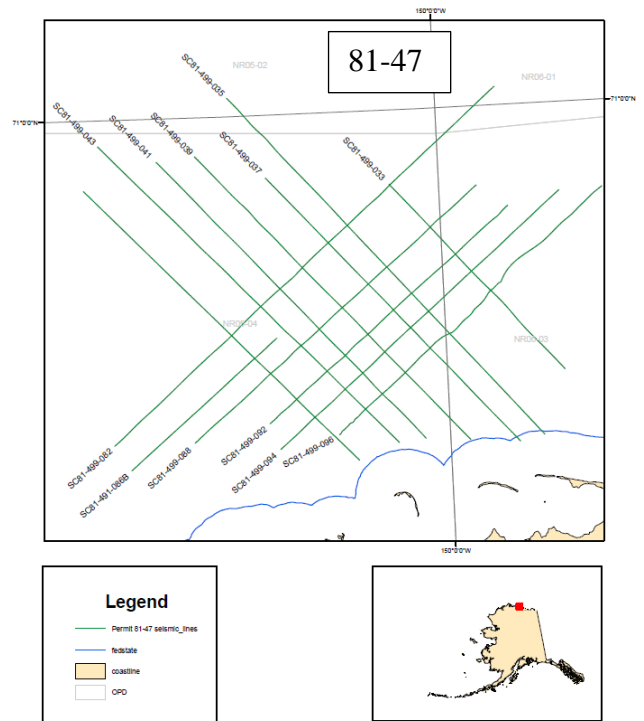 150°0'0"W
81-47
NR05-02
NR06-01
71°0'0"N
71°0'0"N
SC81-499-035
SC81-499-043
SC81-499-041
SC81-499-039
SC81-499-037
SC81-499-033
NR05-04
NR06-03
SC81-499-082
SC81-491-086B
SC81-499-088
SC81-499-092
SC81-499-094
SC81-499-096
150°0'0"W
Legend
Permit 81-47 seismic_lines
fedstate
coastline
OPD